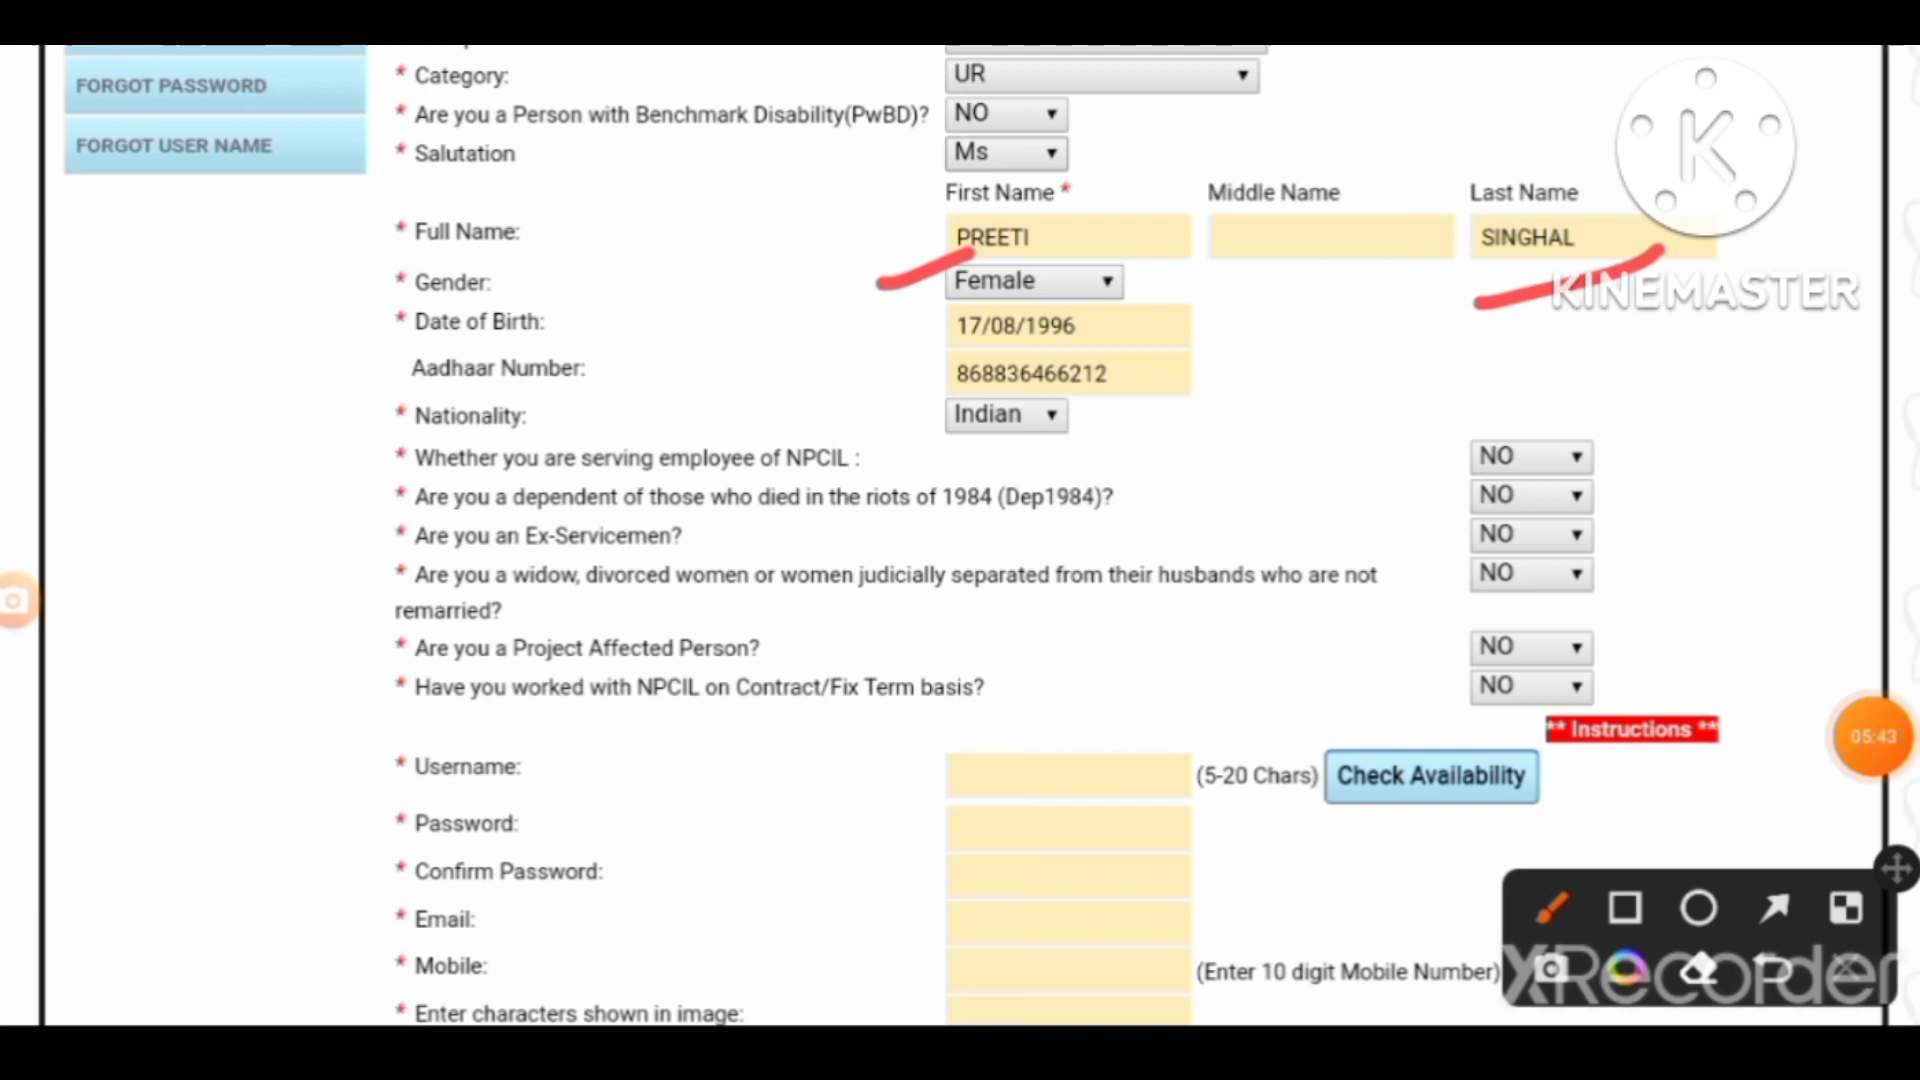 FORGOT PASSWORD
FORGOT USER NAME
* Category: UR
* Are you a Person with Benchmark Disability(PwBD)? NO
* Salutation Ms
First Name * Middle Name Last Name
* Full Name: PREETI SINGHAL
* Gender: Female
KINEMASTER
* Date of Birth: 17/08/1996
Aadhaar Number: 868836466212
* Nationality: Indian
* Whether you are serving employee of NPCIL : NO
* Are you a dependent of those who died in the riots of 1984 (Dep1984)? NO
* Are you an Ex-Servicemen? NO
* Are you a widow, divorced women or women judicially separated from their husbands who are not NO
remarried?
* Are you a Project Affected Person? NO
* Have you worked with NPCIL on Contract/Fix Term basis? NO
** Instructions **
05:43
* Username: (5-20 Chars) Check Availability
* Password:
* Confirm Password:
* Email:
* Mobile: (Enter 10 digit Mobile Number)
XRecorder
* Enter characters shown in image: